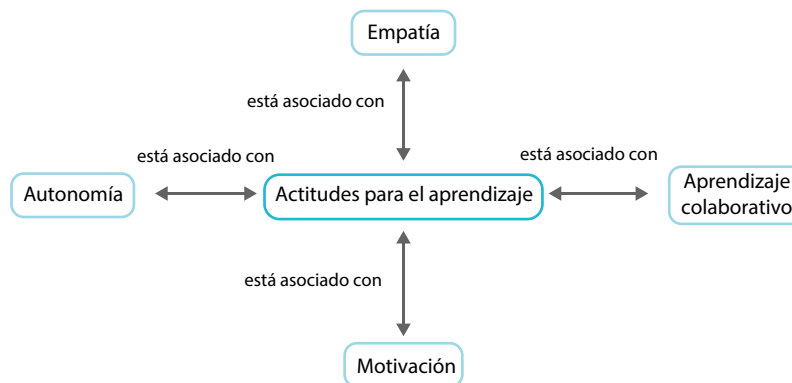 Empatía
está asociado con
está asociado con
está asociado con
Autonomía
Actitudes para el aprendizaje
Aprendizaje
colaborativo
está asociado con
Motivación